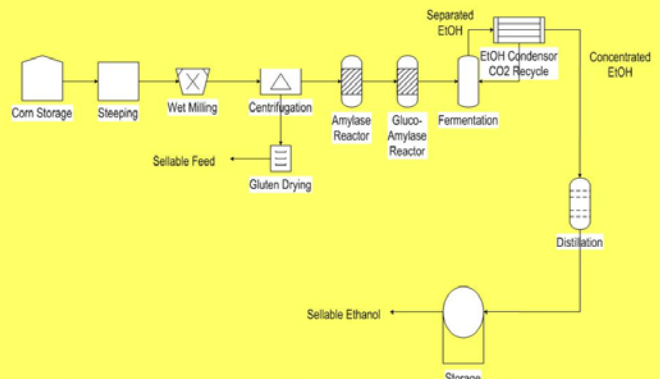 Separated
EtOH
EtOH Condensor
CO2 Recycle
Concentrated
EtOH
Corn Storage
Steeping
Wet Milling
Centrifugation
Amylase
Reactor
Gluco-
Amylase
Reactor
Fermentation
Sellable Feed
Gluten Drying
Distillation
Sellable Ethanol
Storage